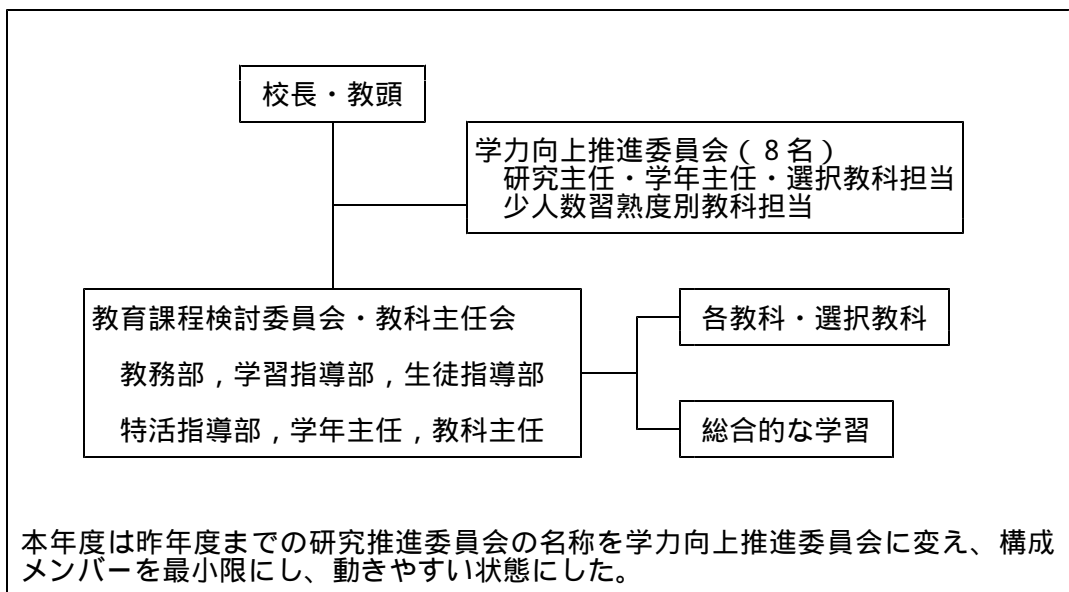 校長・教頭
学力向上推進委員会(8名)
研究主任・学年主任・選択教科担当
少人数習熟度別教科担当
教育課程検討委員会・教科主任会
教務部,学習指導部,生徒指導部
特活指導部,学年主任,教科主任
各教科・選択教科
総合的な学習
本年度は昨年度までの研究推進委員会の名称を学力向上推進委員会に変え、構成
メンバーを最小限にし、動きやすい状態にした。